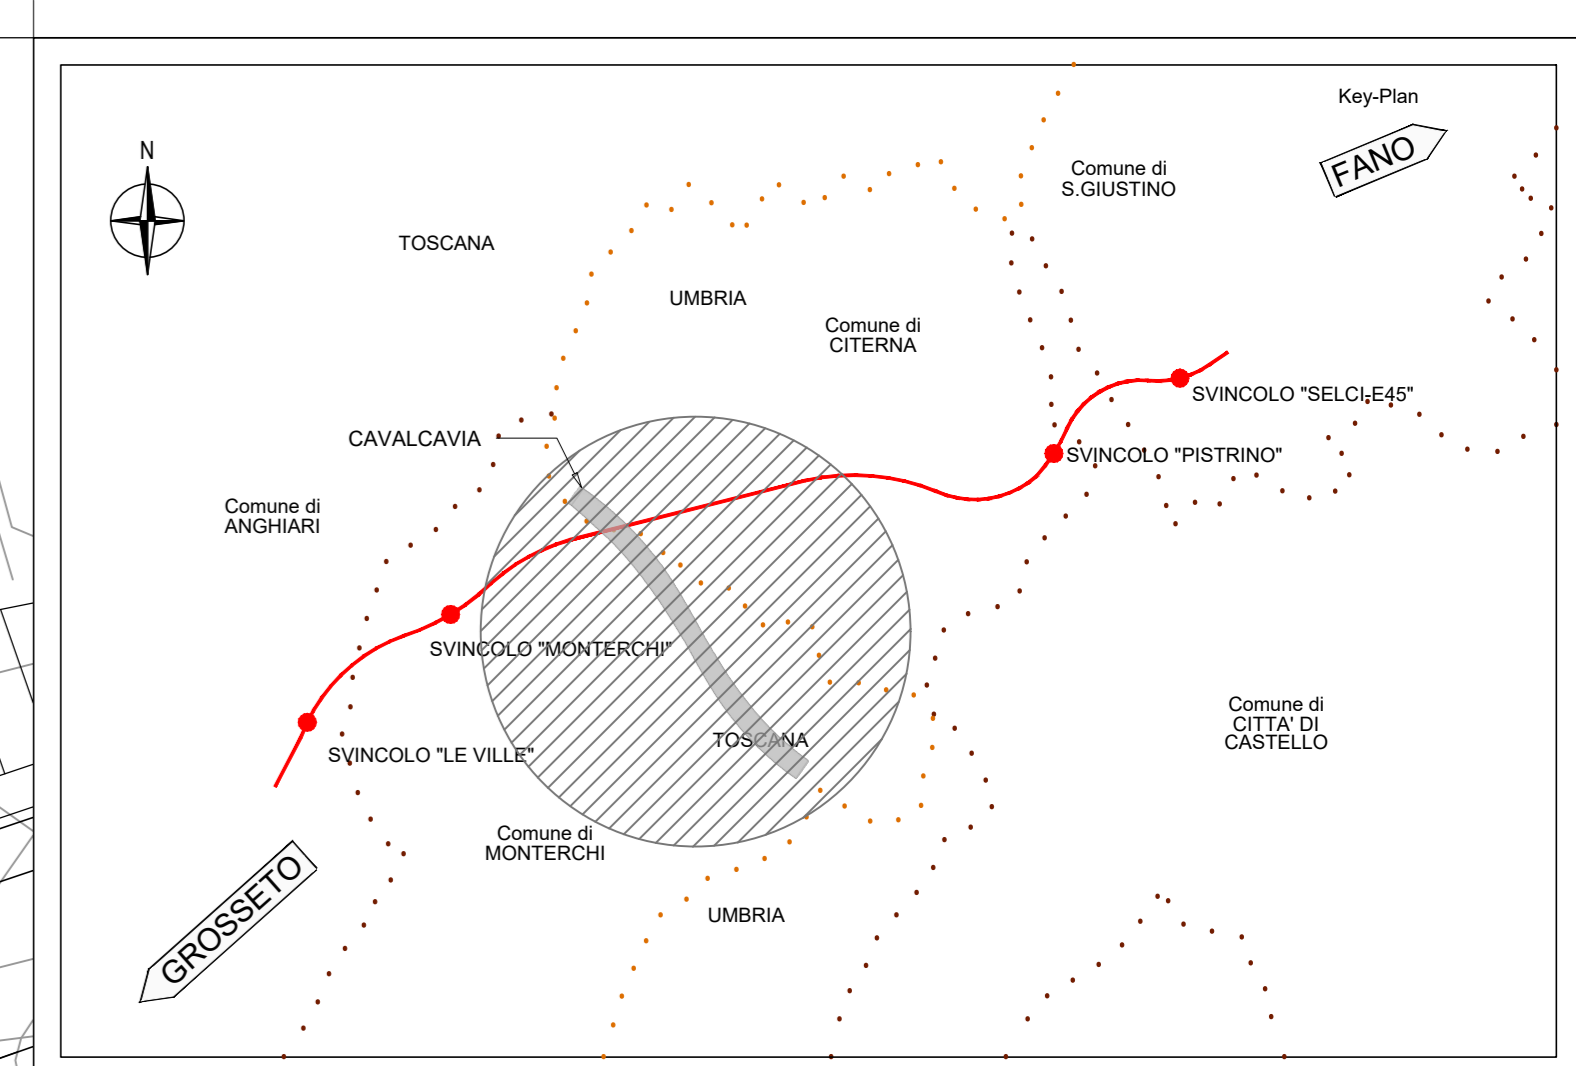 Key-Plan
FANO
N
Comune di
S.GIUSTINO
TOSCANA
UMBRIA
Comune di
CITERNA
SVINCOLO "SELCI-E45"
CAVALCAVIA
SVINCOLO "PISTRINO"
Comune di
ANGHIARI
SVINCOLO "MONTERCHI"
Comune di
CITTA' DI
CASTELLO
TOSCANA
SVINCOLO "LE VILLE"
Comune di
MONTERCHI
GROSSETO
UMBRIA